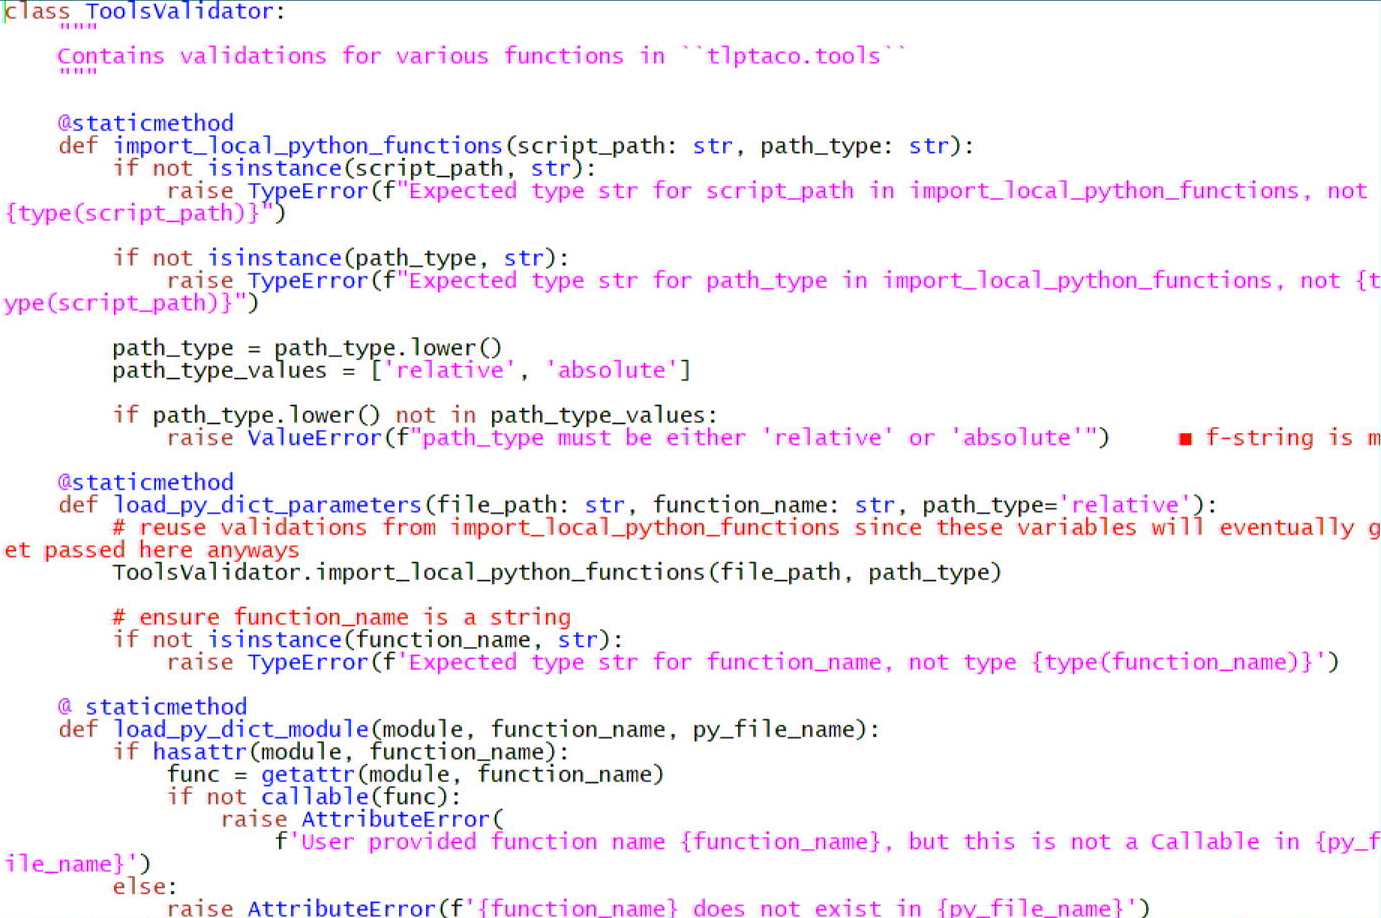 class ToolsValidator:
    """
    Contains validations for various functions in ``tlptaco.tools``
    """

    @staticmethod
    def import_local_python_functions(script_path: str, path_type: str):
        if not isinstance(script_path, str):
            raise TypeError(f"Expected type str for script_path in import_local_python_functions, not
{type(script_path)}")

        if not isinstance(path_type, str):
            raise TypeError(f"Expected type str for path_type in import_local_python_functions, not {t
ype(script_path)}")

        path_type = path_type.lower()
        path_type_values = ['relative', 'absolute']

        if path_type.lower() not in path_type_values:
            raise ValueError(f"path_type must be either 'relative' or 'absolute'")     ■ f-string is m

    @staticmethod
    def load_py_dict_parameters(file_path: str, function_name: str, path_type='relative'):
        # reuse validations from import_local_python_functions since these variables will eventually g
et passed here anyways
        ToolsValidator.import_local_python_functions(file_path, path_type)

        # ensure function_name is a string
        if not isinstance(function_name, str):
            raise TypeError(f'Expected type str for function_name, not type {type(function_name)}')

    @ staticmethod
    def load_py_dict_module(module, function_name, py_file_name):
        if hasattr(module, function_name):
            func = getattr(module, function_name)
            if not callable(func):
                raise AttributeError(
                    f'User provided function name {function_name}, but this is not a Callable in {py_f
ile_name}')
        else:
            raise AttributeError(f'{function_name} does not exist in {py_file_name}')